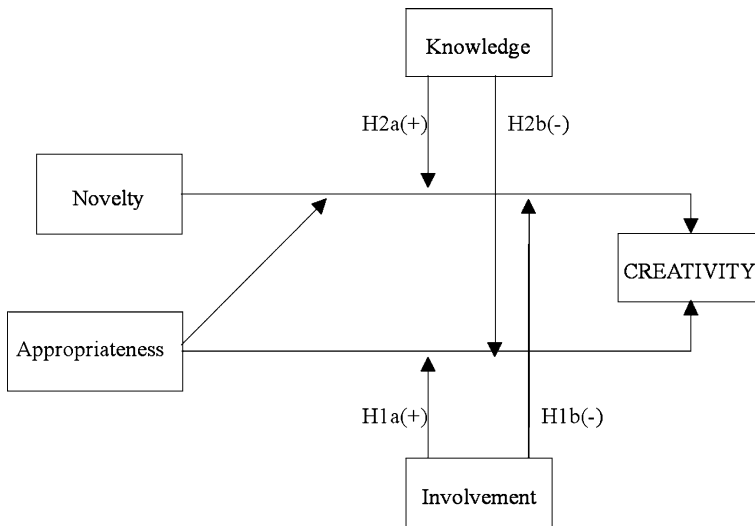 Knowledge
H2a(+)
H2b(-)
Novelty
CREATIVITY
Appropriateness
H1a(+)
H1b(-)
Involvement